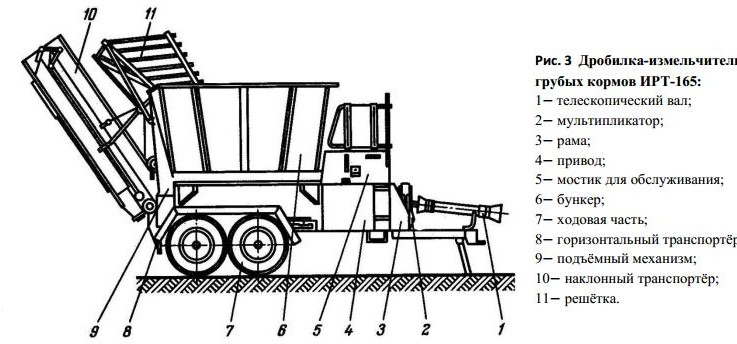 10
11
Рис. 3 Дробилка-измельчитель
грубых кормов ИРТ-165:
1– телескопический вал;
2– мультипликатор;
3– рама;
4– привод;
5– мостик для обслуживания;
6– бункер;
7– ходовая часть;
8– горизонтальный транспортёр
9– подъёмный механизм;
10– наклонный транспортёр;
11– решётка.
9 8 7 6 5 4 3 2 1